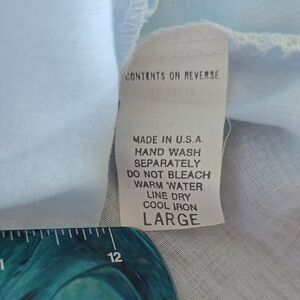 CONTENTS ON REVERSE
MADE IN U.S.A.
HAND WASH
SEPARATELY
DO NOT BLEACH
WARM WATER
LINE DRY
COOL IRON
LARGE
12